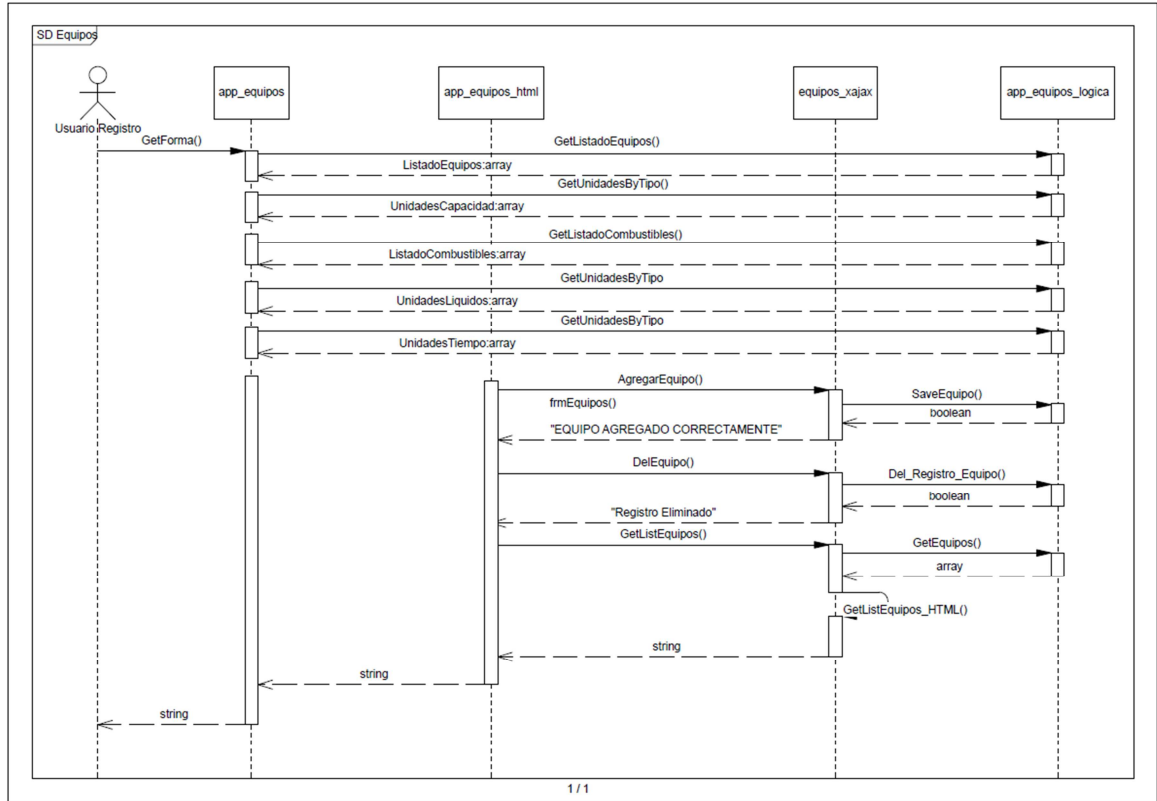 SD Equipos
app_equipos
app_equipos_html
equipos_xajax
app_equipos_logica
Usuario Registro
GetForma()
GetListadoEquipos()
ListadoEquipos:array
GetUnidadesByTipo()
UnidadesCapacidad:array
GetListadoCombustibles()
ListadoCombustibles:array
GetUnidadesByTipo
UnidadesLiquidos:array
GetUnidadesByTipo
UnidadesTiempo:array
AgregarEquipo()
SaveEquipo()
frmEquipos()
boolean
"EQUIPO AGREGADO CORRECTAMENTE"
DelEquipo()
Del_Registro_Equipo()
boolean
"Registro Eliminado"
GetListEquipos()
GetEquipos()
array
GetListEquipos_HTML()
string
string
string
1 / 1